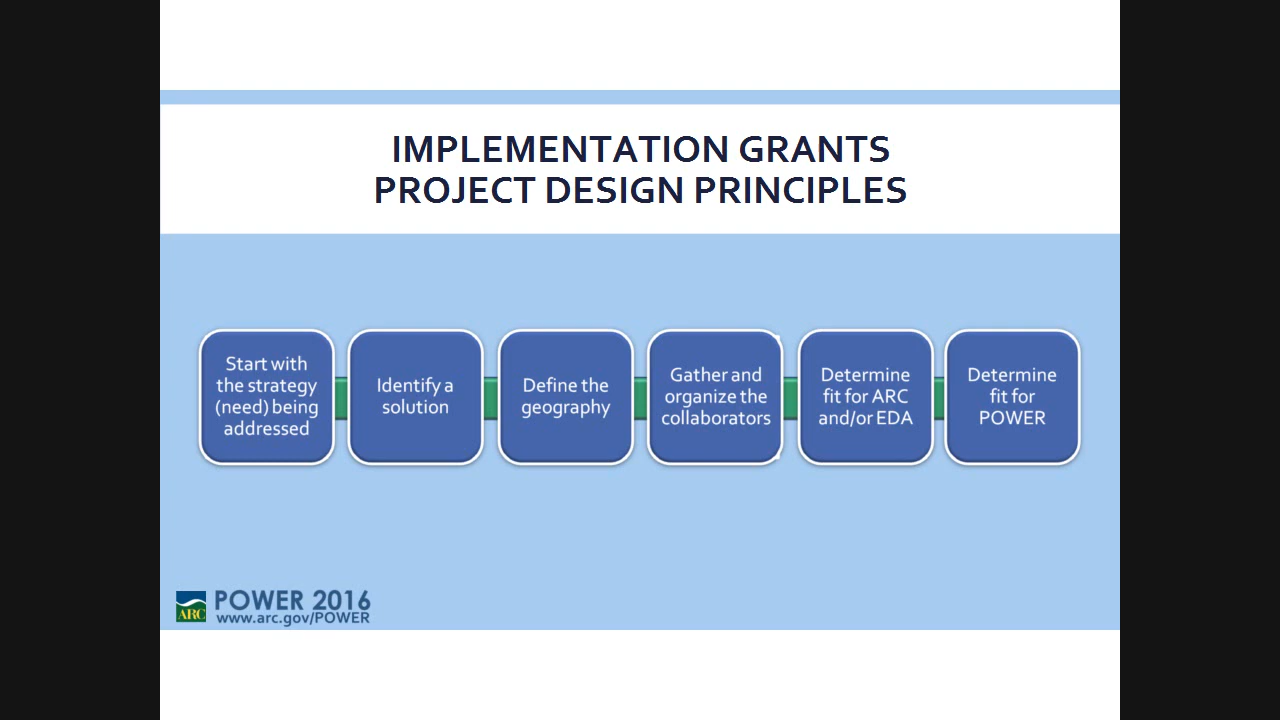 IMPLEMENTATION GRANTS
PROJECT DESIGN PRINCIPLES
Start with
the strategy
(need) being
addressed
Identify a
solution
Define the
geography
Gather and
organize the
collaborators
Determine
fit for ARC
and/or EDA
Determine
fit for
POWER
ARC
POWER 2016
www.arc.gov/POWER